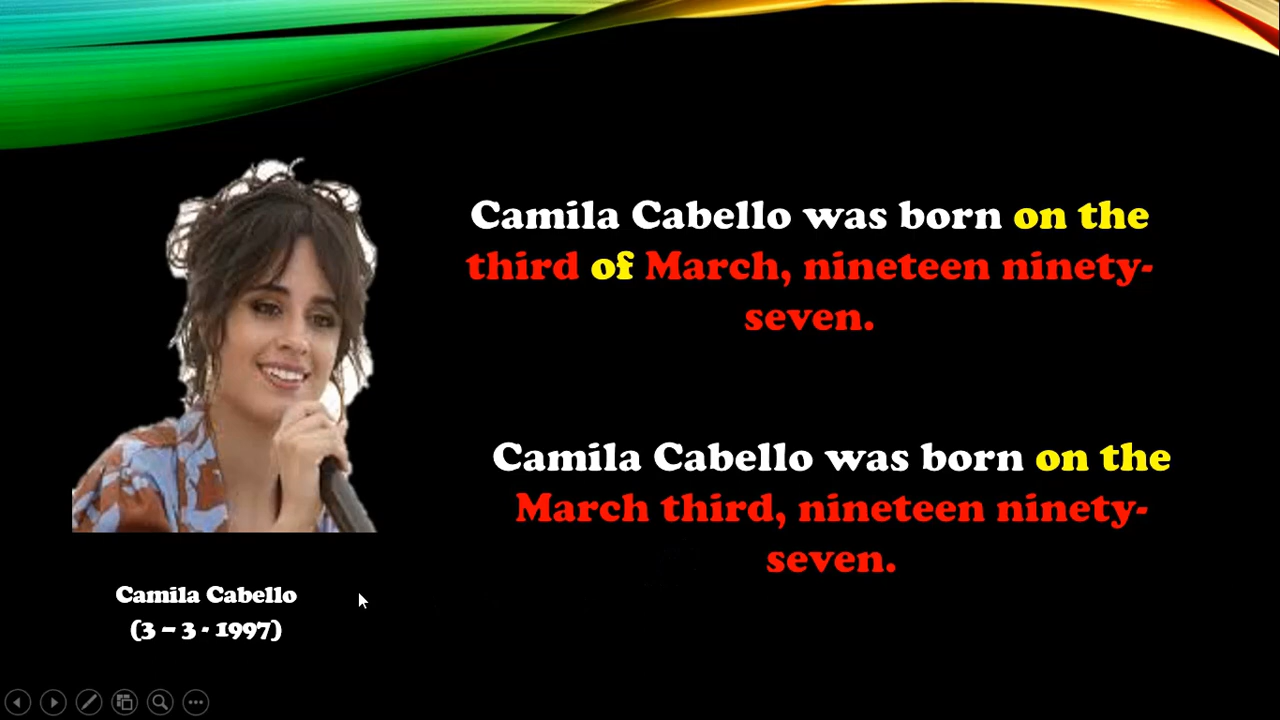 Camila Cabello was born on the
third of March, nineteen ninety-
seven.
Camila Cabello was born on the
March third, nineteen ninety-
seven.
Camila Cabello
(3 – 3 - 1997)